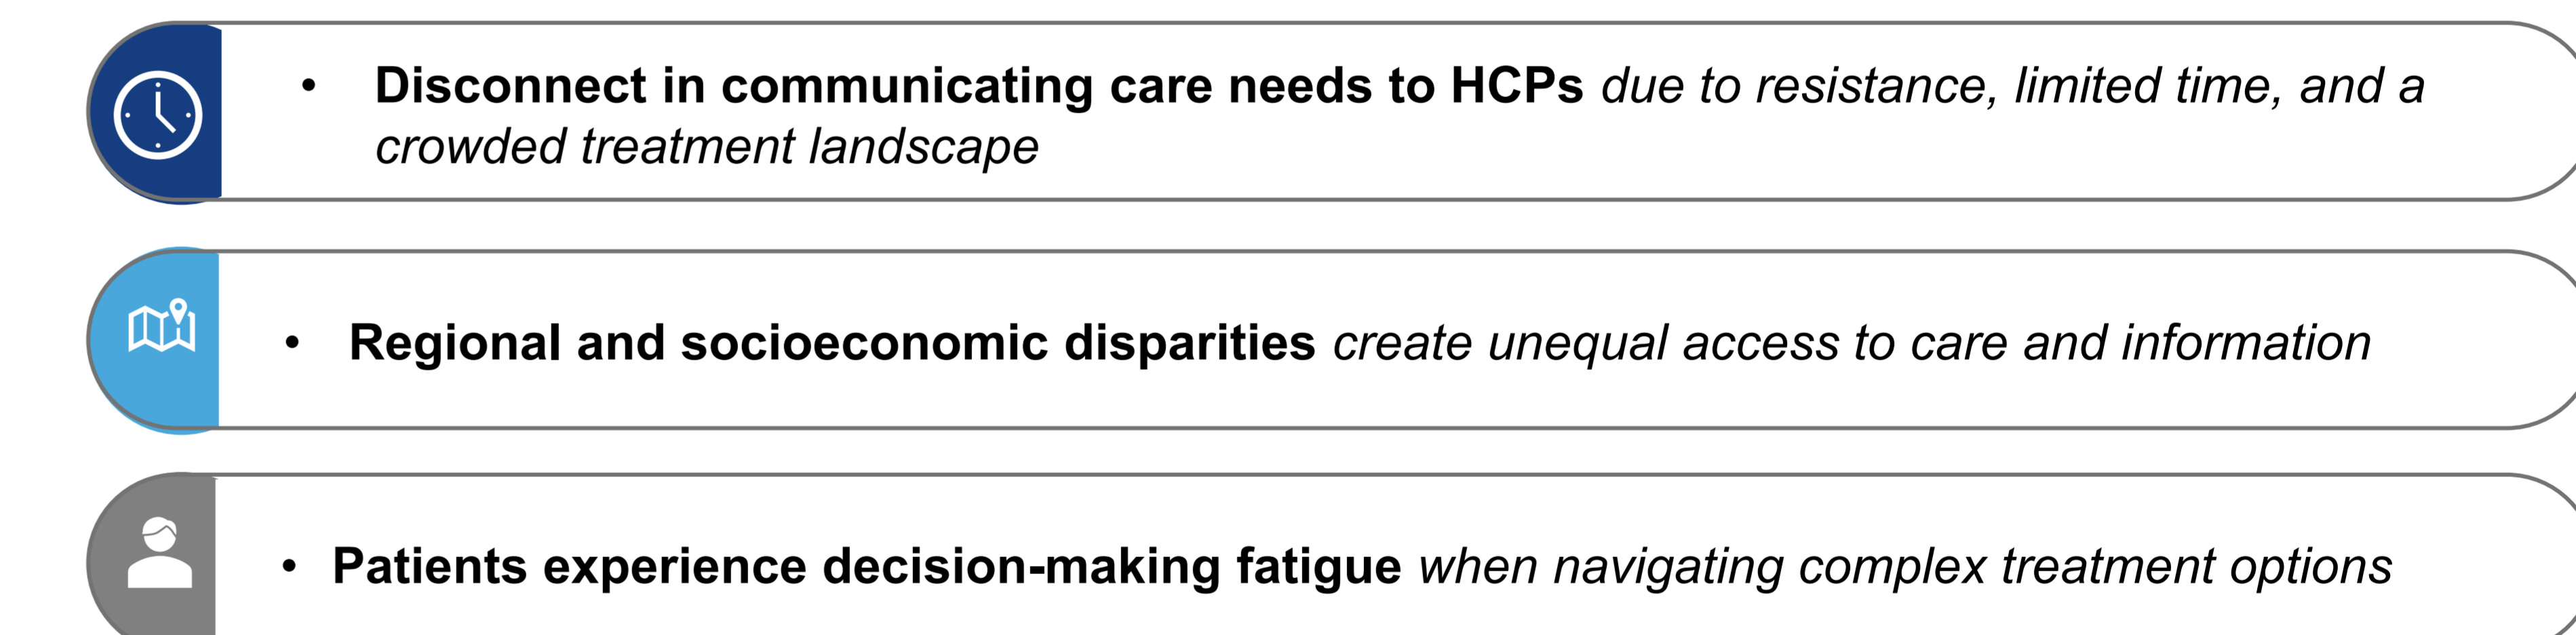 • Disconnect in communicating care needs to HCPs due to resistance, limited time, and a
crowded treatment landscape
• Regional and socioeconomic disparities create unequal access to care and information
• Patients experience decision-making fatigue when navigating complex treatment options